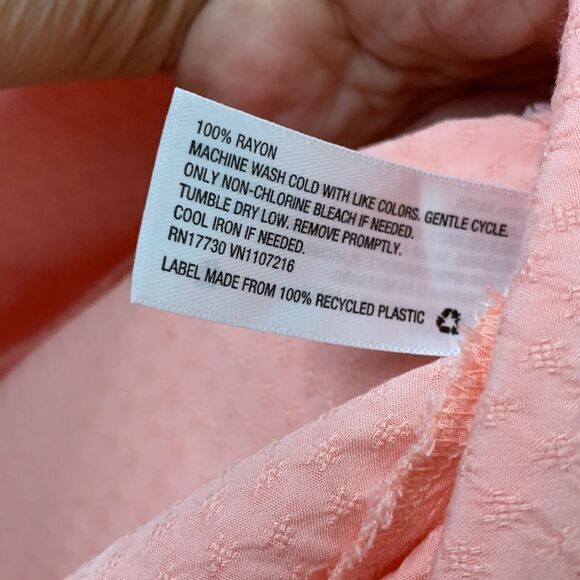 100% RAYON
MACHINE WASH COLD WITH LIKE COLORS. GENTLE CYCLE.
ONLY NON-CHLORINE BLEACH IF NEEDED.
TUMBLE DRY LOW. REMOVE PROMPTLY.
COOL IRON IF NEEDED.
RN17730 VN1107216
LABEL MADE FROM 100% RECYCLED PLASTIC